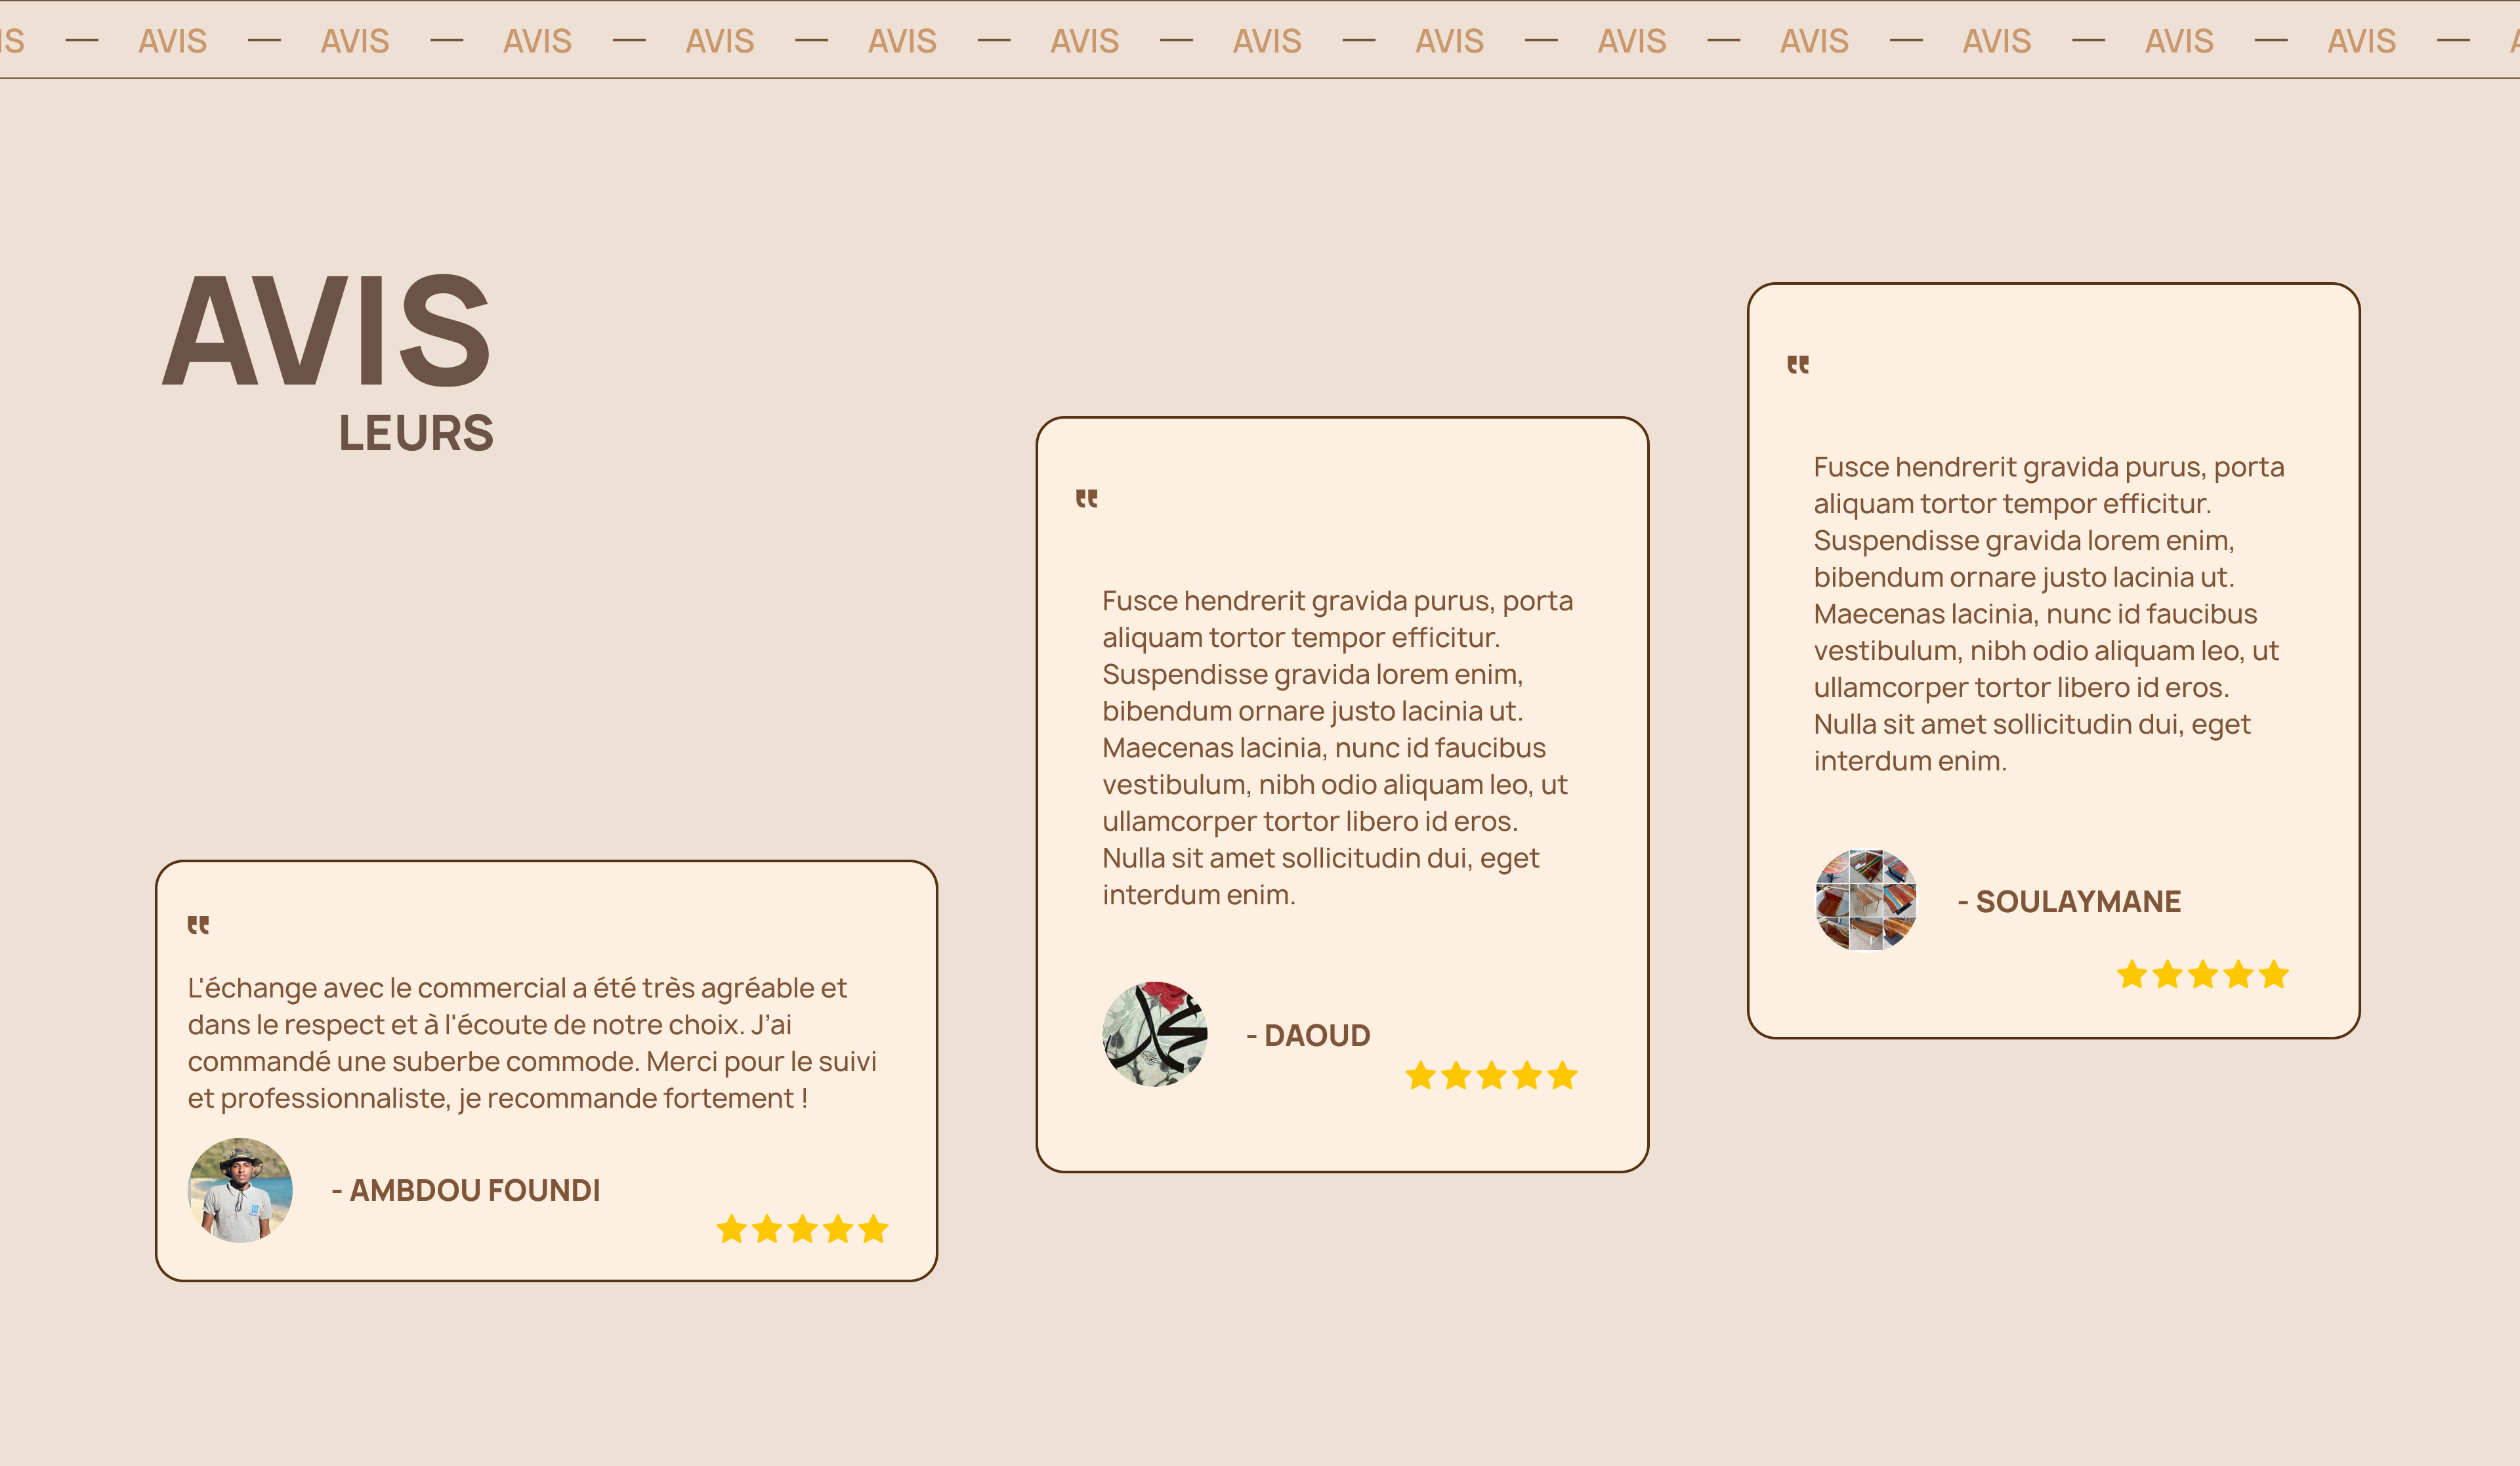 AVIS — AVIS — AVIS — AVIS — AVIS — AVIS — AVIS — AVIS — AVIS — AVIS — AVIS — AVIS — AVIS —
AVIS
LEURS
"
L'échange avec le commercial a été très agréable et
dans le respect et à l'écoute de notre choix. J’ai
commandé une suberbe commode. Merci pour le suivi
et professionnaliste, je recommande fortement !
- AMBDOU FOUNDI
"
Fusce hendrerit gravida purus, porta
aliquam tortor tempor efficitur.
Suspendisse gravida lorem enim,
bibendum ornare justo lacinia ut.
Maecenas lacinia, nunc id faucibus
vestibulum, nibh odio aliquam leo, ut
ullamcorper tortor libero id eros.
Nulla sit amet sollicitudin dui, eget
interdum enim.
- DAOUD
"
Fusce hendrerit gravida purus, porta
aliquam tortor tempor efficitur.
Suspendisse gravida lorem enim,
bibendum ornare justo lacinia ut.
Maecenas lacinia, nunc id faucibus
vestibulum, nibh odio aliquam leo, ut
ullamcorper tortor libero id eros.
Nulla sit amet sollicitudin dui, eget
interdum enim.
- SOULAYMANE